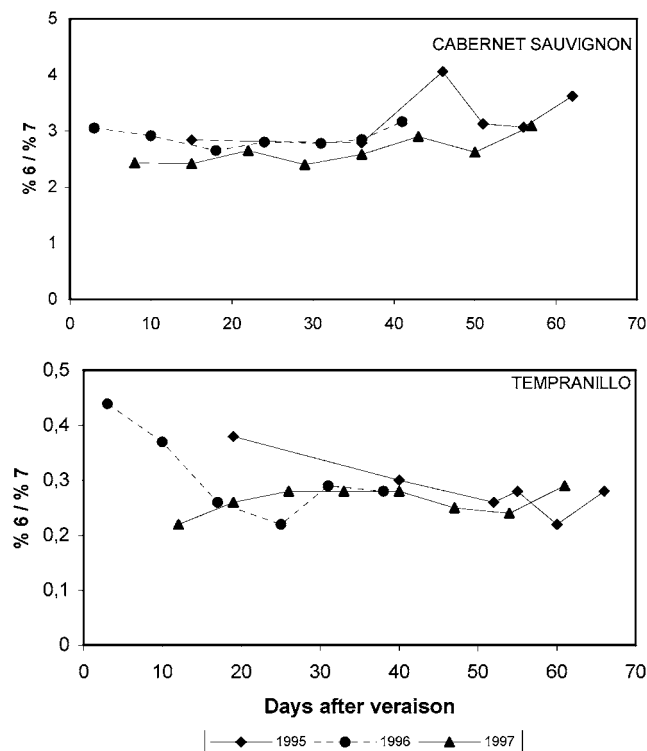 CABERNET SAUVIGNON
% 6 / % 7
5
4
3
2
1
0
0 10 20 30 40 50 60 70
TEMPRANILLO
% 6 / % 7
0,5
0,4
0,3
0,2
0,1
0
0 10 20 30 40 50 60 70
Days after veraison
1995 1996 1997